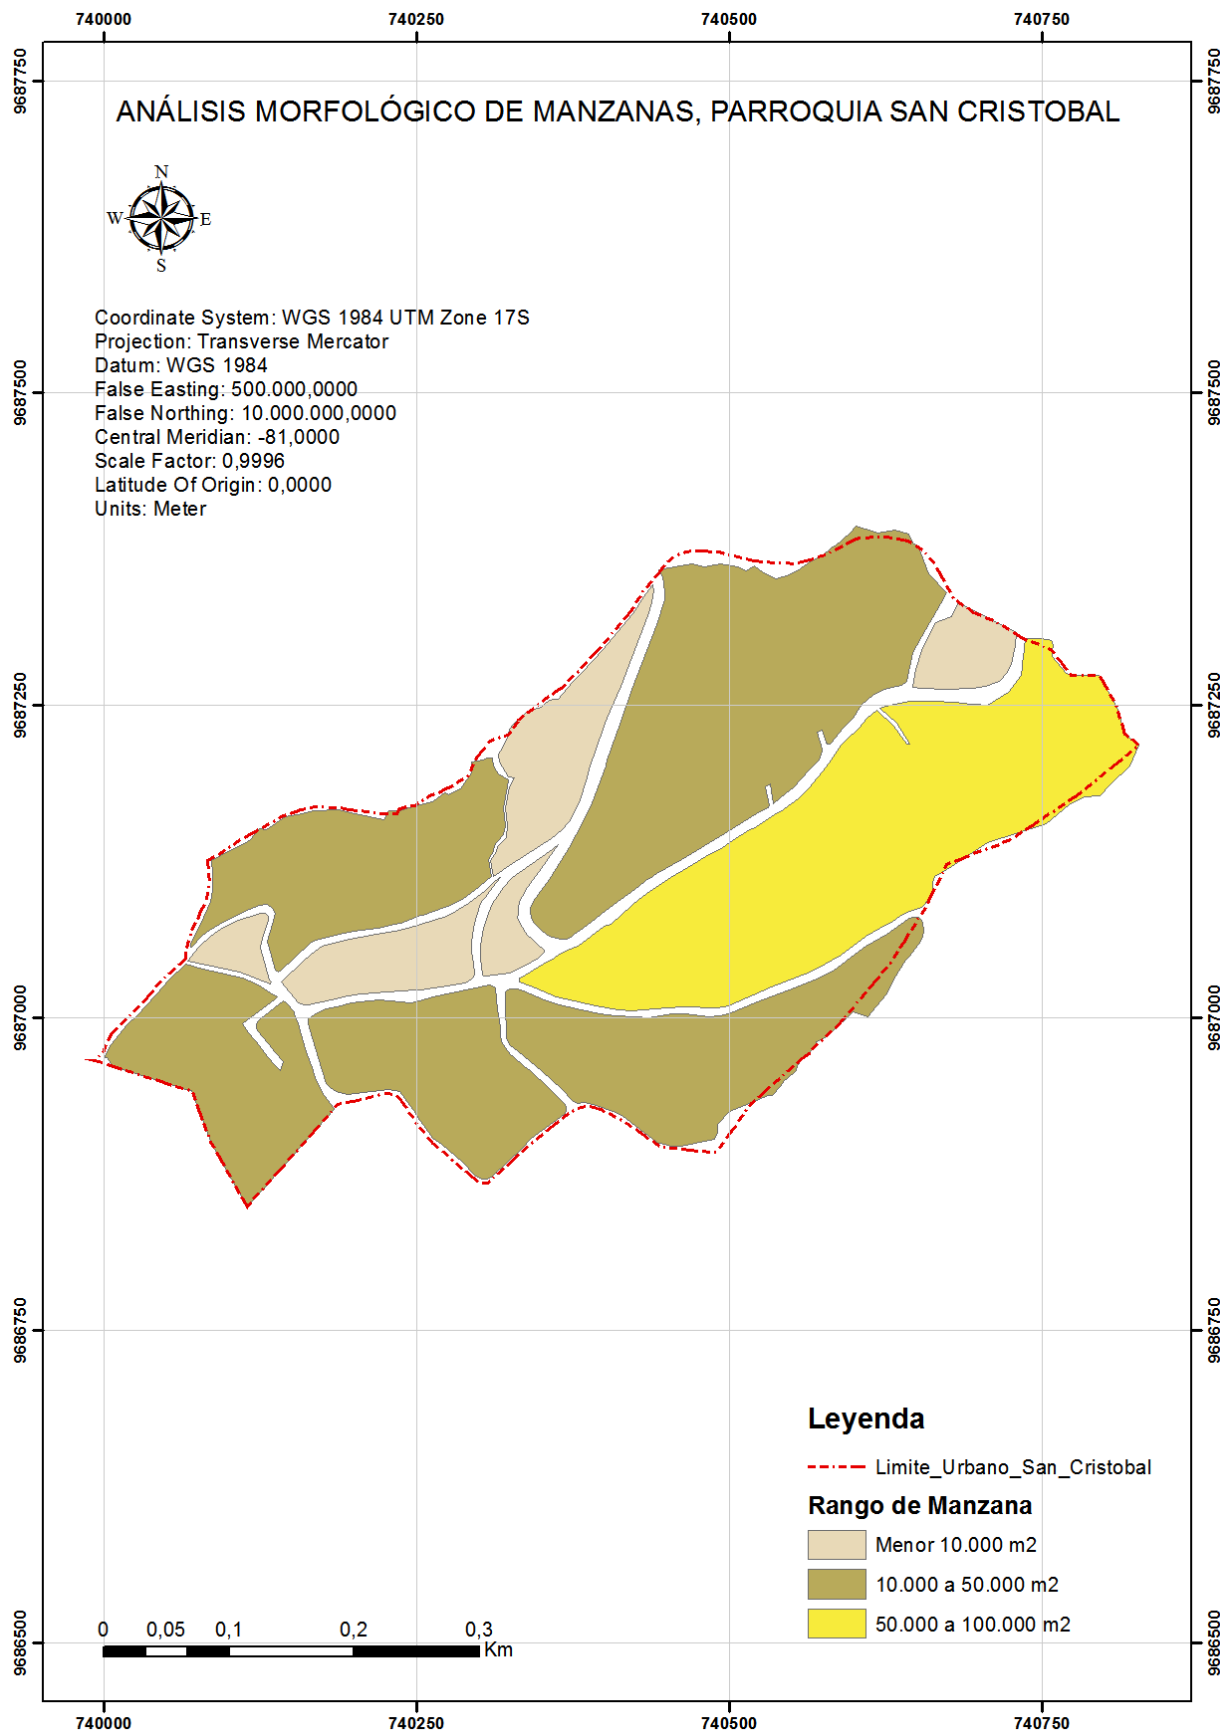 740000 740250 740500 740750
9687750 9687750
ANÁLISIS MORFOLÓGICO DE MANZANAS, PARROQUIA SAN CRISTOBAL
N
W E
S
Coordinate System: WGS 1984 UTM Zone 17S
Projection: Transverse Mercator
Datum: WGS 1984
False Easting: 500.000,0000
False Northing: 10.000.000,0000
Central Meridian: -81,0000
Scale Factor: 0,9996
Latitude Of Origin: 0,0000
Units: Meter
9687500 9687500
9687250 9687250
9687000 9687000
9686750 9686750
Leyenda
Limite_Urbano_San_Cristobal
Rango de Manzana
Menor 10.000 m2
10.000 a 50.000 m2
50.000 a 100.000 m2
0 0,05 0,1 0,2 0,3
Km
9686500 9686500
740000 740250 740500 740750